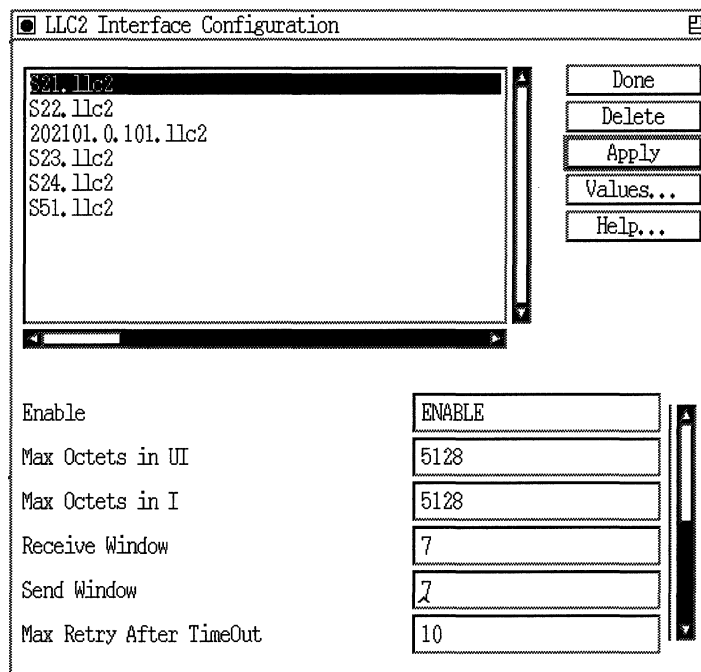 LLC2 Interface Configuration
S21.llc2
S22.llc2
202101.0.101.llc2
S23.llc2
S24.llc2
S51.llc2
Done
Delete
Apply
Values...
Help...
Enable
ENABLE
Max Octets in UI
5128
Max Octets in I
5128
Receive Window
7
Send Window
7
Max Retry After TimeOut
10